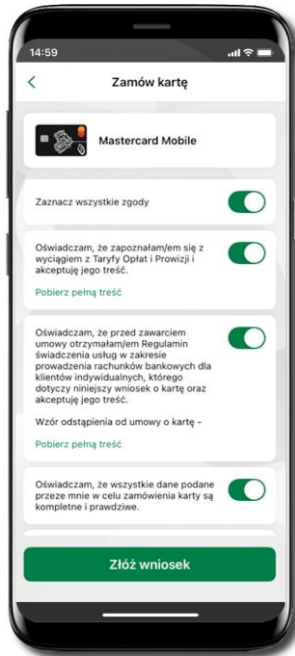 14:59
Zamów kartę
Mastercard Mobile
Zaznacz wszystkie zgody
Oświadczam, że zapoznałam/em się z
wyciągiem z Taryfy Opłat i Prowizji i
akceptuję jego treść.
Pobierz pełną treść
Oświadczam, że przed zawarciem
umowy otrzymałam/em Regulamin
świadczenia usług w zakresie
prowadzenia rachunków bankowych dla
klientów indywidualnych, którego
dotyczy niniejszy wniosek o kartę oraz
akceptuję jego treść.
Wzór odstąpienia od umowy o kartę -
Pobierz pełną treść
Oświadczam, że wszystkie dane podane
przeze mnie w celu zamówienia karty są
kompletne i prawdziwe.
Złóż wniosek